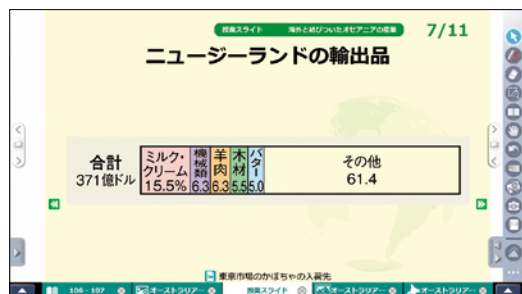 授業スライド 海外と結びついたオセアニアの産業
7/11
ニュージーランドの輸出品
合計
371億ドル
ミルク・
クリーム
15.5%
機械類
6.3
羊肉
6.3
木材
5.5
バター
5.0
その他
61.4
東京市場のかぼちゃの入荷先
106-107
オーストラリアー
授業スライド
オーストラリアー
オーストラリアー